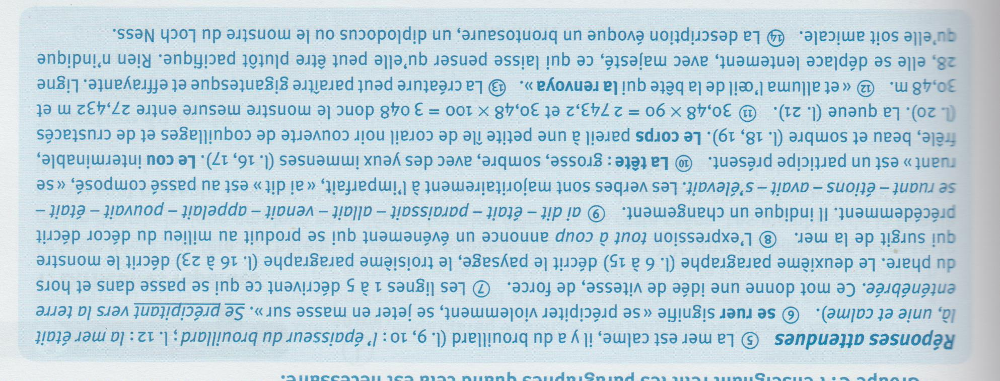 Groupe C : l'enseignant relit les paragraphes quand cela est nécessaire.
Réponses attendues ⑤ La mer est calme, il y a du brouillard (l. 9, 10 : l'épaisseur du brouillard ; l. 12 : la mer était
là, unie et calme). ⑥ se ruer signifie « se précipiter violemment, se jeter en masse sur ». Se précipitant vers la terre
enténébrée. Ce mot donne une idée de vitesse, de force. ⑦ Les lignes 1 à 5 décrivent ce qui se passe dans et hors
du phare. Le deuxième paragraphe (l. 6 à 15) décrit le paysage, le troisième paragraphe (l. 16 à 23) décrit le monstre
qui surgit de la mer. ⑧ L'expression tout à coup annonce un événement qui se produit au milieu du décor décrit
précédemment. Il indique un changement. ⑨ ai dit – était – paraissait – allait – venait – appelait – pouvait – était –
se ruant – étions – avait – s'élevait. Les verbes sont majoritairement à l'imparfait, « ai dit » est au passé composé, « se
ruant » est un participe présent. ⑩ La tête : grosse, sombre, avec des yeux immenses (l. 16, 17). Le cou interminable,
frêle, beau et sombre (l. 18, 19). Le corps pareil à une petite île de corail noir couverte de coquillages et de crustacés
(l. 20). La queue (l. 21). ⑪ 30,48 × 90 = 2 743,2 et 30,48 × 100 = 3 048 donc le monstre mesure entre 27,432 m et
30,48 m. ⑫ « et alluma l'œil de la bête qui la renvoya ». ⑬ La créature peut paraître gigantesque et effrayante. Ligne
28, elle se déplace lentement, avec majesté, ce qui laisse penser qu'elle peut être plutôt pacifique. Rien n'indique
qu'elle soit amicale. ⑭ La description évoque un brontosaure, un diplodocus ou le monstre du Loch Ness.